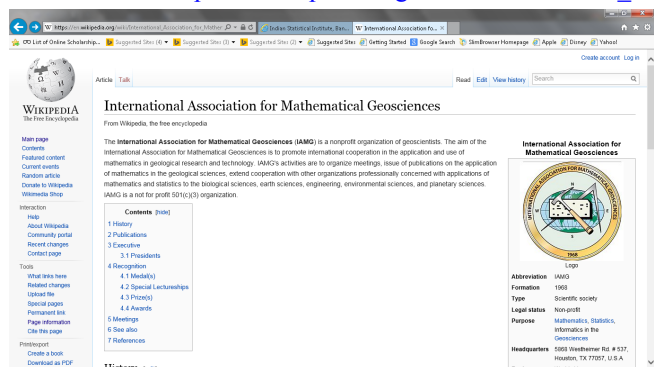 https://en.wikipedia.org/wiki/International_Association_for_Mather
Indian Statistical Institute, Ban...
International Association fo...
List of Online Scholarship...
Suggested Sites (4)
Suggested Sites (3)
Suggested Sites (2)
Suggested Sites
Getting Started
Google Search
SlimBrowser Homepage
Apple
Disney
Yahoo!
Create account Log in
Article Talk
Read Edit View history Search
WIKIPEDIA
The Free Encyclopedia
Main page
Contents
Featured content
Current events
Random article
Donate to Wikipedia
Wikimedia Shop
Interaction
Help
About Wikipedia
Community portal
Recent changes
Contact page
Tools
What links here
Related changes
Upload file
Special pages
Permanent link
Page information
Cite this page
Print/export
Create a book
Download as PDF
International Association for Mathematical Geosciences
From Wikipedia, the free encyclopedia
The International Association for Mathematical Geosciences (IAMG) is a nonprofit organization of geoscientists. The aim of the
International Association for Mathematical Geosciences is to promote international cooperation in the application and use of
mathematics in geological research and technology. IAMG's activities are to organize meetings, issue of publications on the application
of mathematics in the geological sciences, extend cooperation with other organizations professionally concerned with applications of
mathematics and statistics to the biological sciences, earth sciences, engineering, environmental sciences, and planetary sciences.
IAMG is a not for profit 501(c)(3) organization.
Contents [hide]
1 History
2 Publications
3 Executive
3.1 Presidents
4 Recognition
4.1 Medal(s)
4.2 Special Lectureships
4.3 Prize(s)
4.4 Awards
5 Meetings
6 See also
7 References
International Association for
Mathematical Geosciences
INTERNATIONAL ASSOCIATION FOR MATHEMATICAL GEOSCIENCES
N
W E
1968
Logo
Abbreviation IAMG
Formation 1968
Type Scientific society
Legal status Non-profit
Purpose Mathematics, Statistics,
Informatics in the
Geosciences
Headquarters 5868 Westheimer Rd. # 537,
Houston, TX 77057, U.S.A